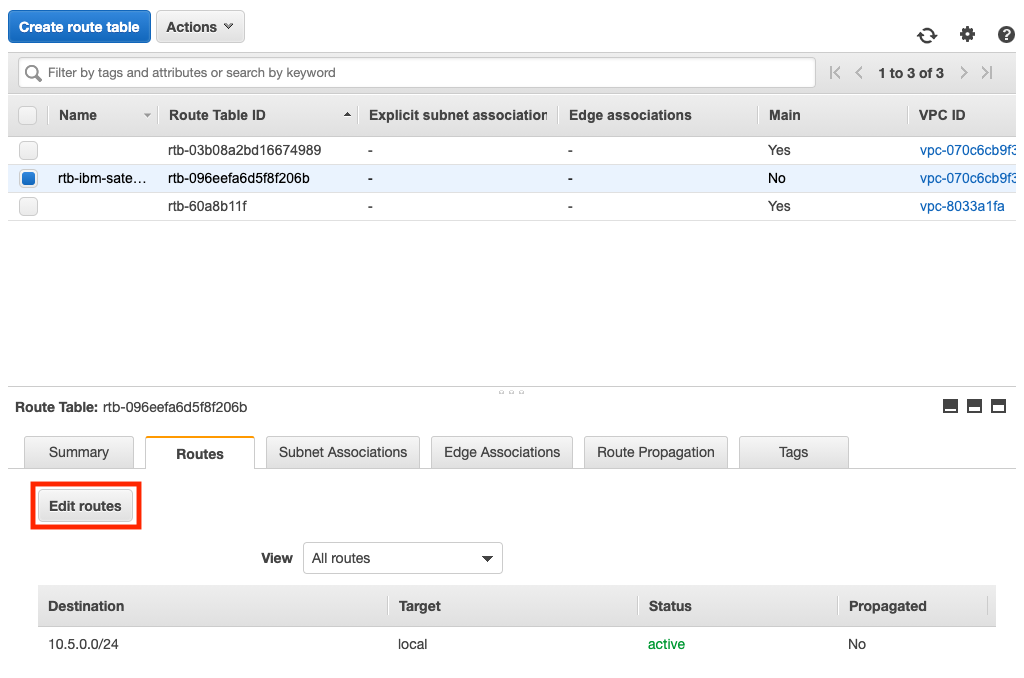 Create route table Actions
Filter by tags and attributes or search by keyword 1 to 3 of 3
Name Route Table ID Explicit subnet association Edge associations Main VPC ID
rtb-03b08a2bd16674989 - - Yes vpc-070c6cb9f3
rtb-ibm-sate... rtb-096eefa6d5f8f206b - - No vpc-070c6cb9f3
rtb-60a8b11f - - Yes vpc-8033a1fa
Route Table: rtb-096eefa6d5f8f206b
Summary Routes Subnet Associations Edge Associations Route Propagation Tags
Edit routes
View All routes
Destination Target Status Propagated
10.5.0.0/24 local active No